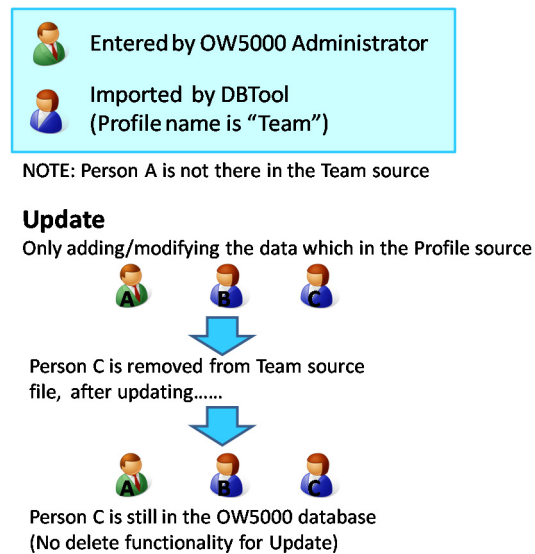 Entered by OW5000 Administrator
Imported by DBTool
(Profile name is “Team”)
NOTE: Person A is not there in the Team source
Update
Only adding/modifying the data which in the Profile source
A B C
Person C is removed from Team source
file, after updating......
A B C
Person C is still in the OW5000 database
(No delete functionality for Update)